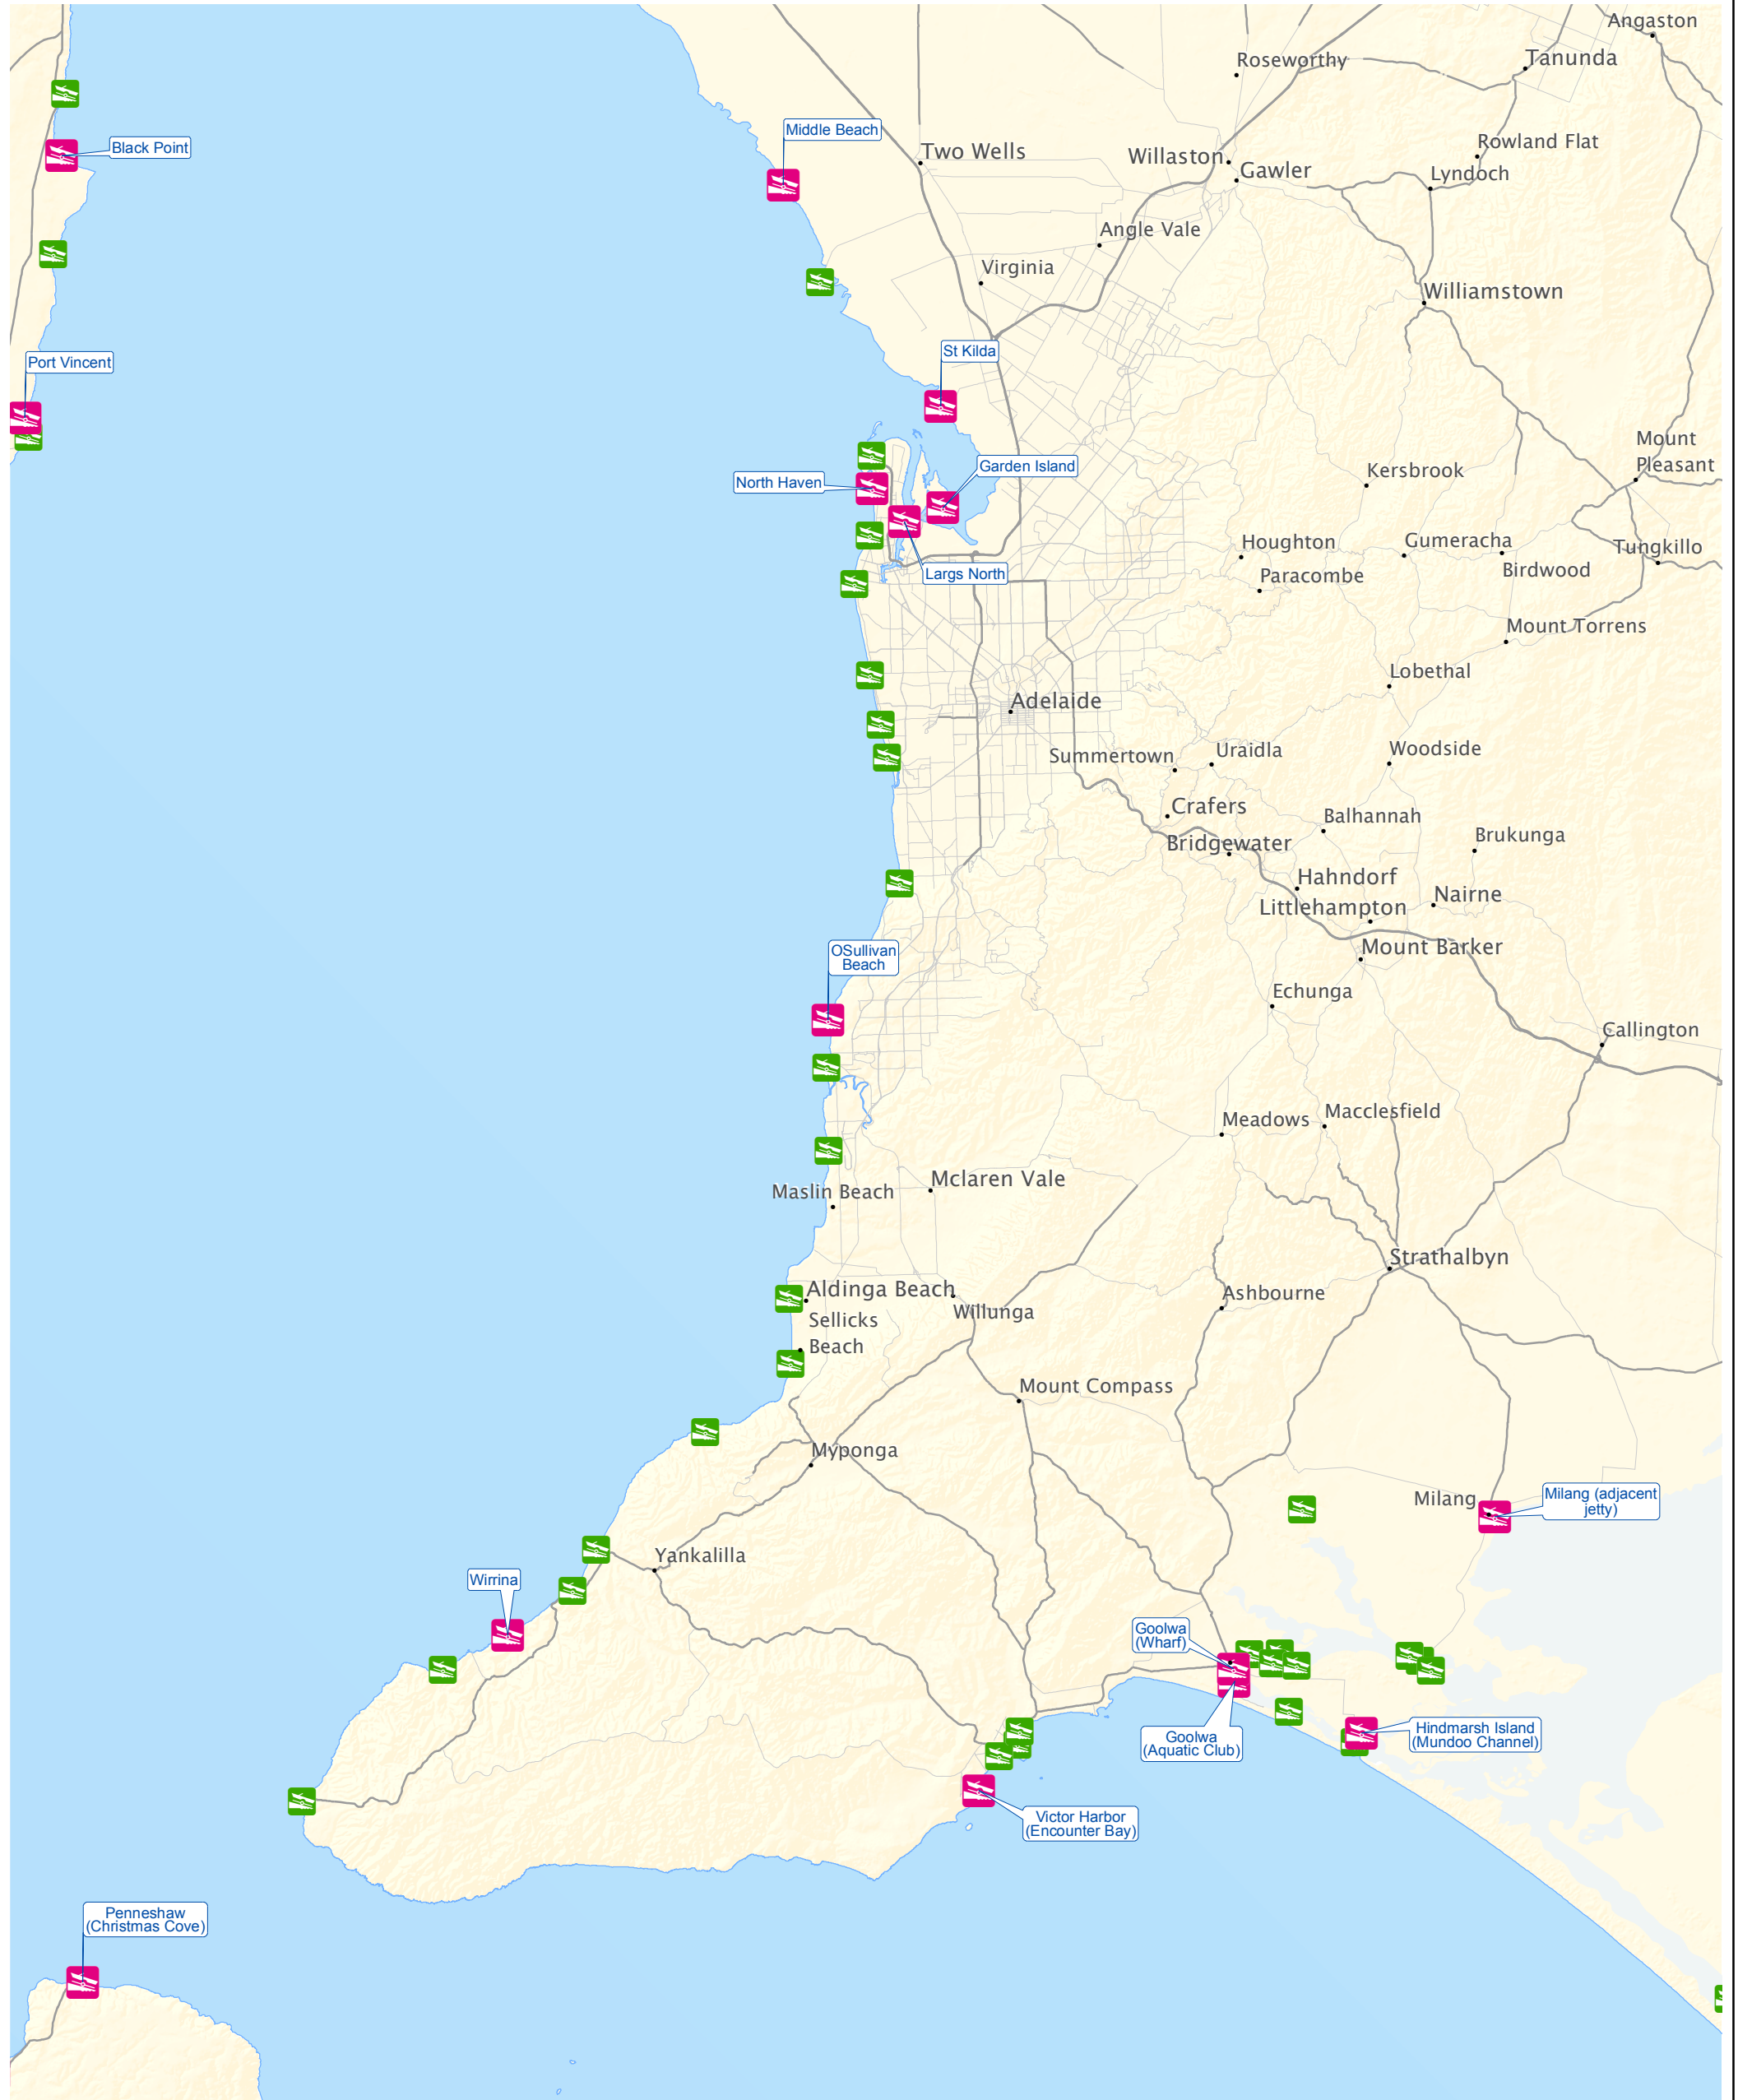 Angaston
Roseworthy
Tanunda
Middle Beach
Black Point
Two Wells
Willaston
Rowland Flat
Gawler
Lyndoch
Angle Vale
Virginia
Williamstown
St Kilda
Port Vincent
Mount
Pleasant
Garden Island
Kersbrook
North Haven
Houghton
Gumeracha
Tungkillo
Largs North
Paracombe
Birdwood
Mount Torrens
Lobethal
Adelaide
Summertown
Uraidla
Woodside
Crafers
Balhannah
Bridgewater
Brukunga
Hahndorf
Nairne
Littlehampton
OSullivan
Beach
Mount Barker
Echunga
Callington
Meadows
Macclesfield
Maslin Beach
Mclaren Vale
Strathalbyn
Aldinga Beach
Ashbourne
Willunga
Sellicks
Beach
Mount Compass
Myponga
Milang
Milang (adjacent
jetty)
Yankalilla
Wirrina
Goolwa
(Wharf)
Goolwa
(Aquatic Club)
Hindmarsh Island
(Mundoo Channel)
Victor Harbor
(Encounter Bay)
Penneshaw
(Christmas Cove)